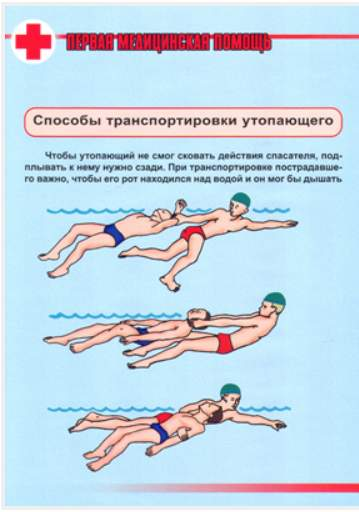 ПЕРВАЯ МЕДИЦИНСКАЯ ПОМОЩЬ
Способы транспортировки утопающего
Чтобы утопающий не смог сковать действия спасателя, под-
плывать к нему нужно сзади. При транспортировке пострадавше-
го важно, чтобы его рот находился над водой и он мог бы дышать